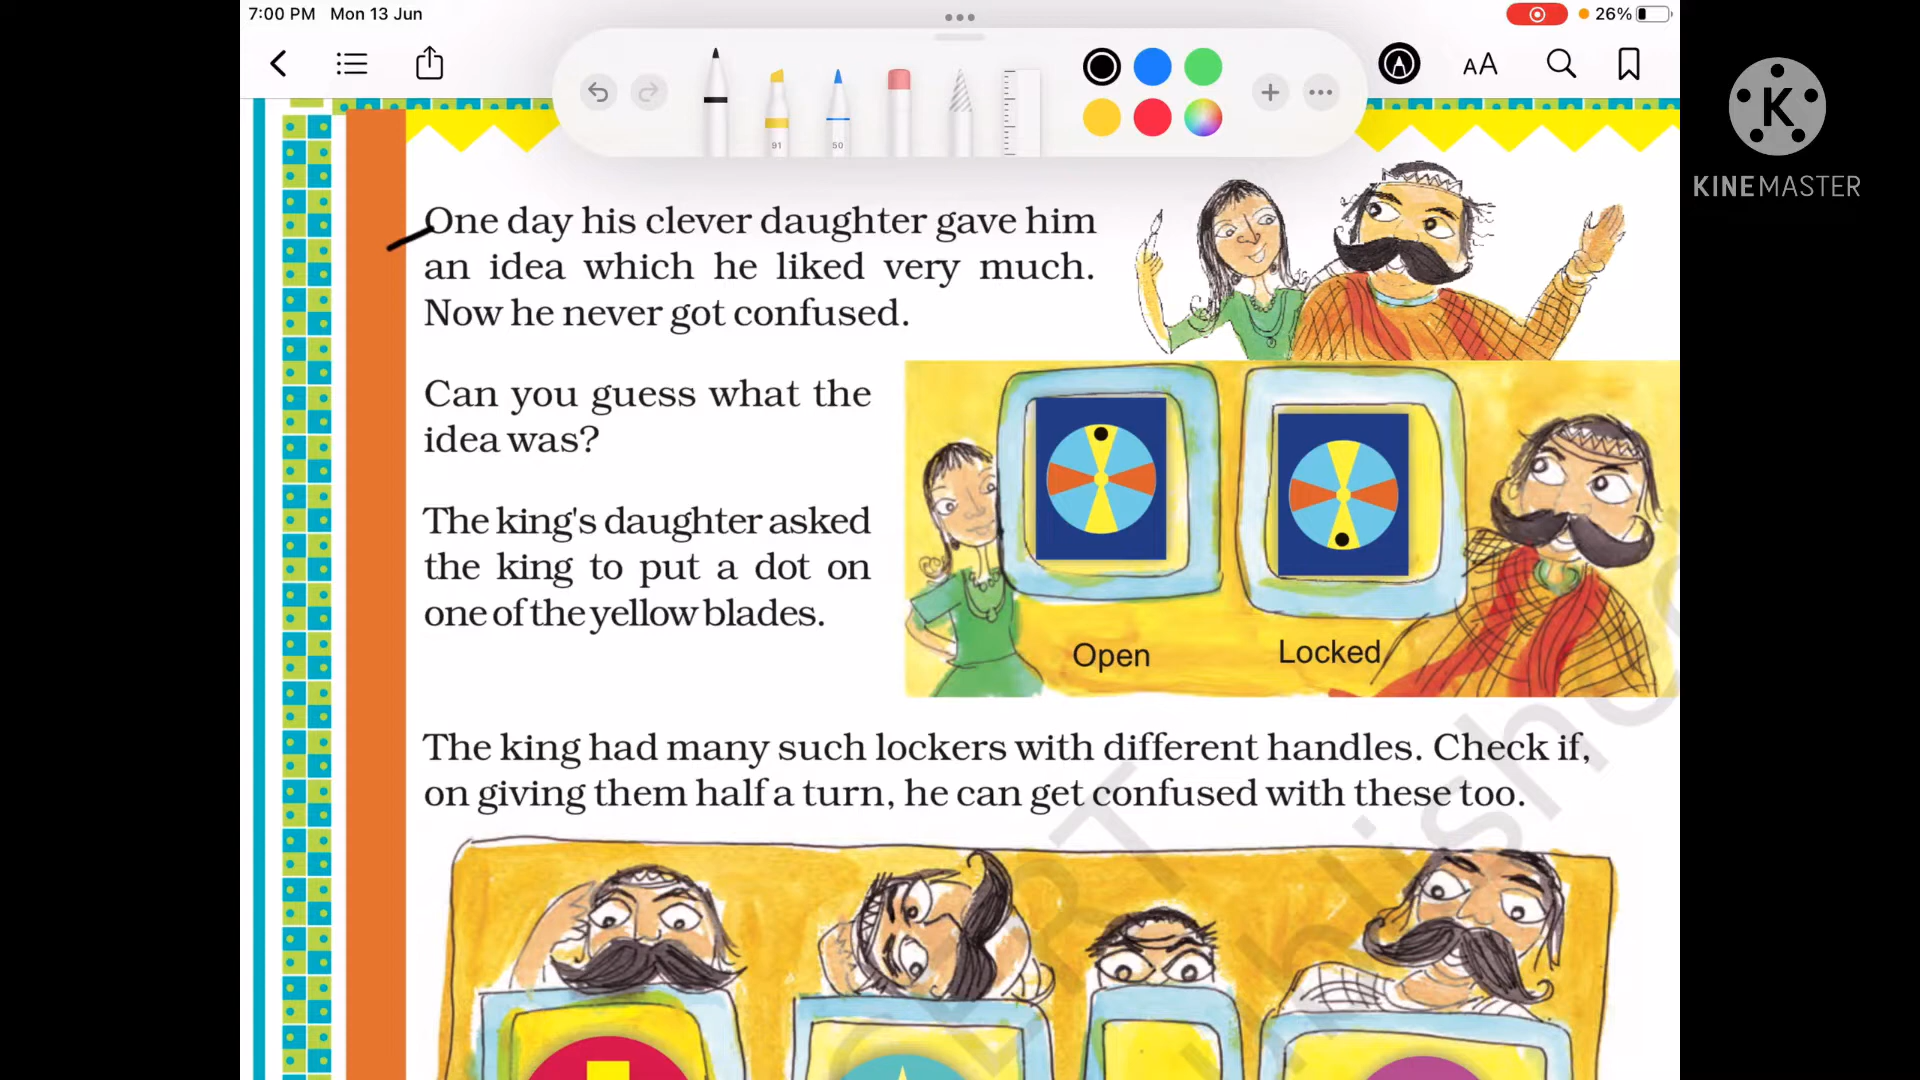 7:00 PM Mon 13 Jun
26%
AA
91
50
KINEMASTER
One day his clever daughter gave him
an idea which he liked very much.
Now he never got confused.
Can you guess what the
idea was?
The king's daughter asked
the king to put a dot on
one of the yellow blades.
Open
Locked
The king had many such lockers with different handles. Check if,
on giving them half a turn, he can get confused with these too.